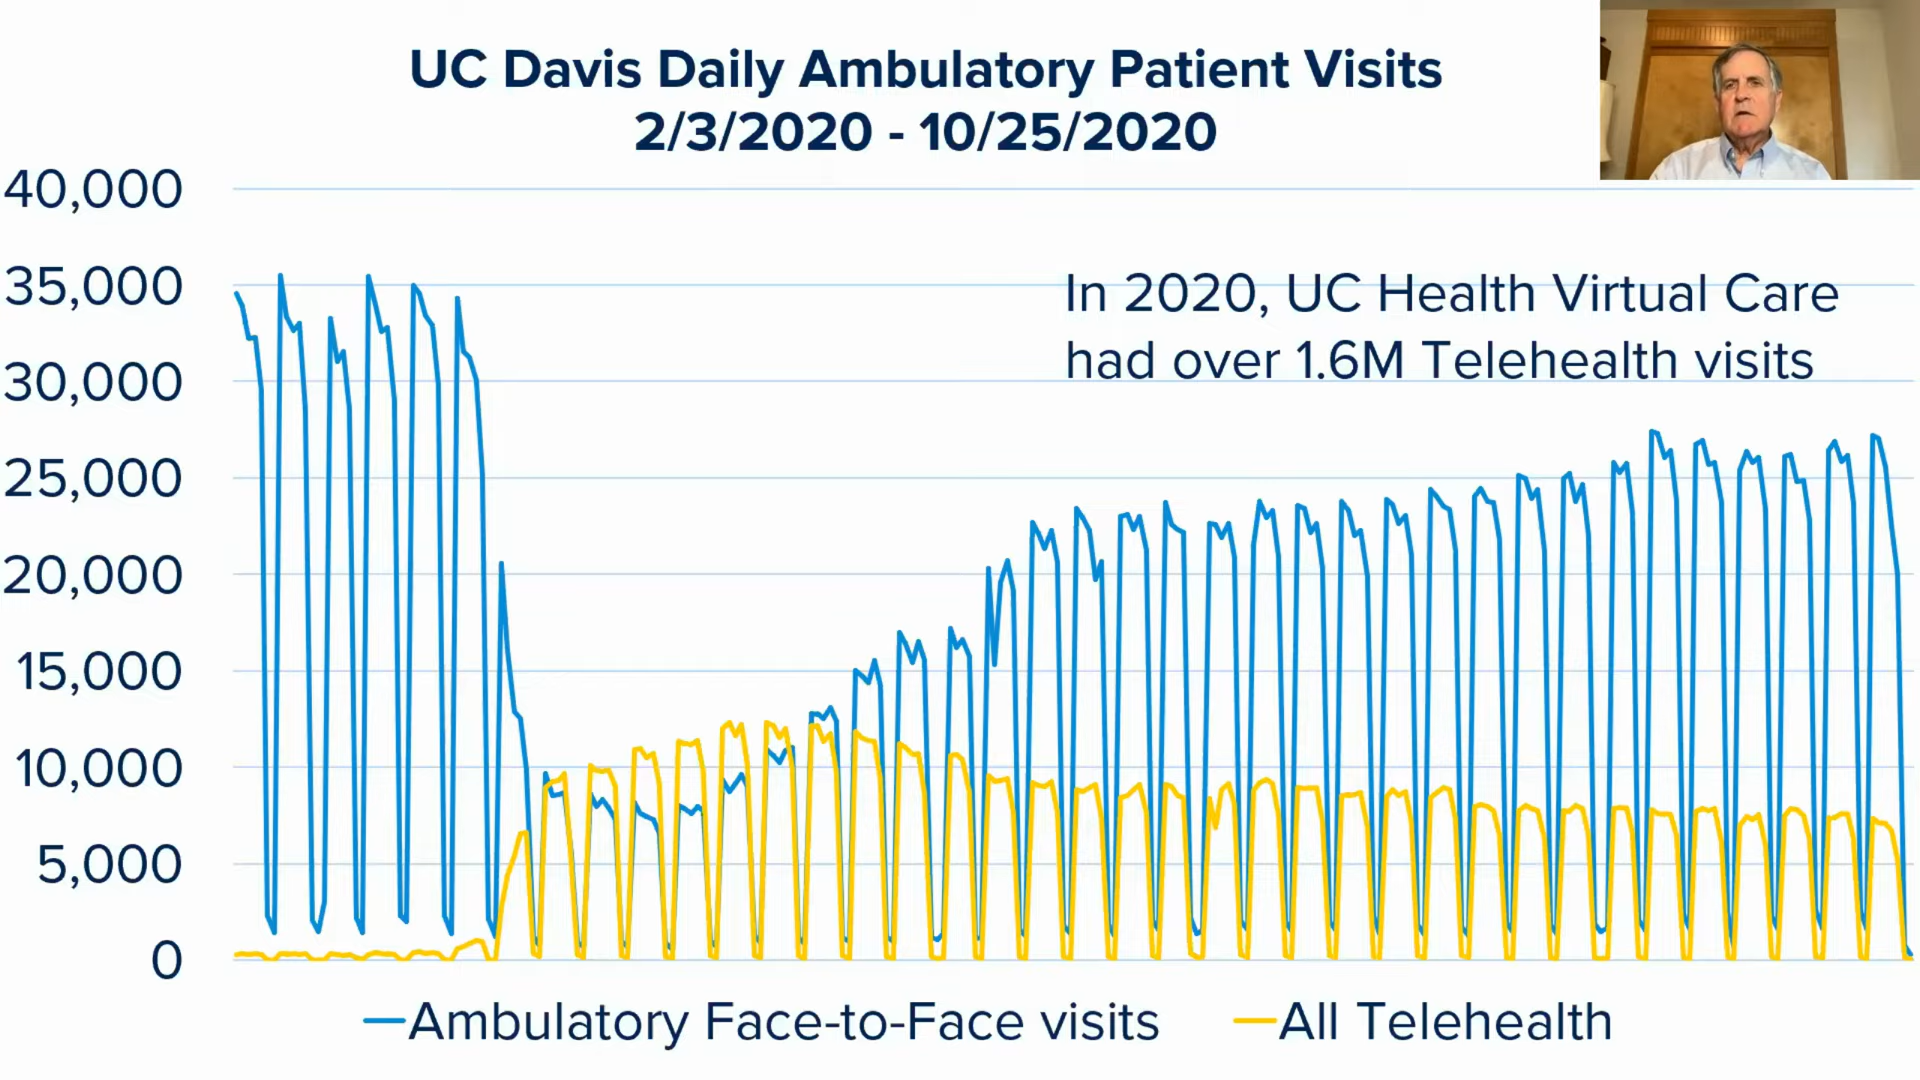 UC Davis Daily Ambulatory Patient Visits
2/3/2020 - 10/25/2020
40,000
35,000
30,000
25,000
20,000
15,000
10,000
5,000
0
In 2020, UC Health Virtual Care
had over 1.6M Telehealth visits
Ambulatory Face-to-Face visits
All Telehealth